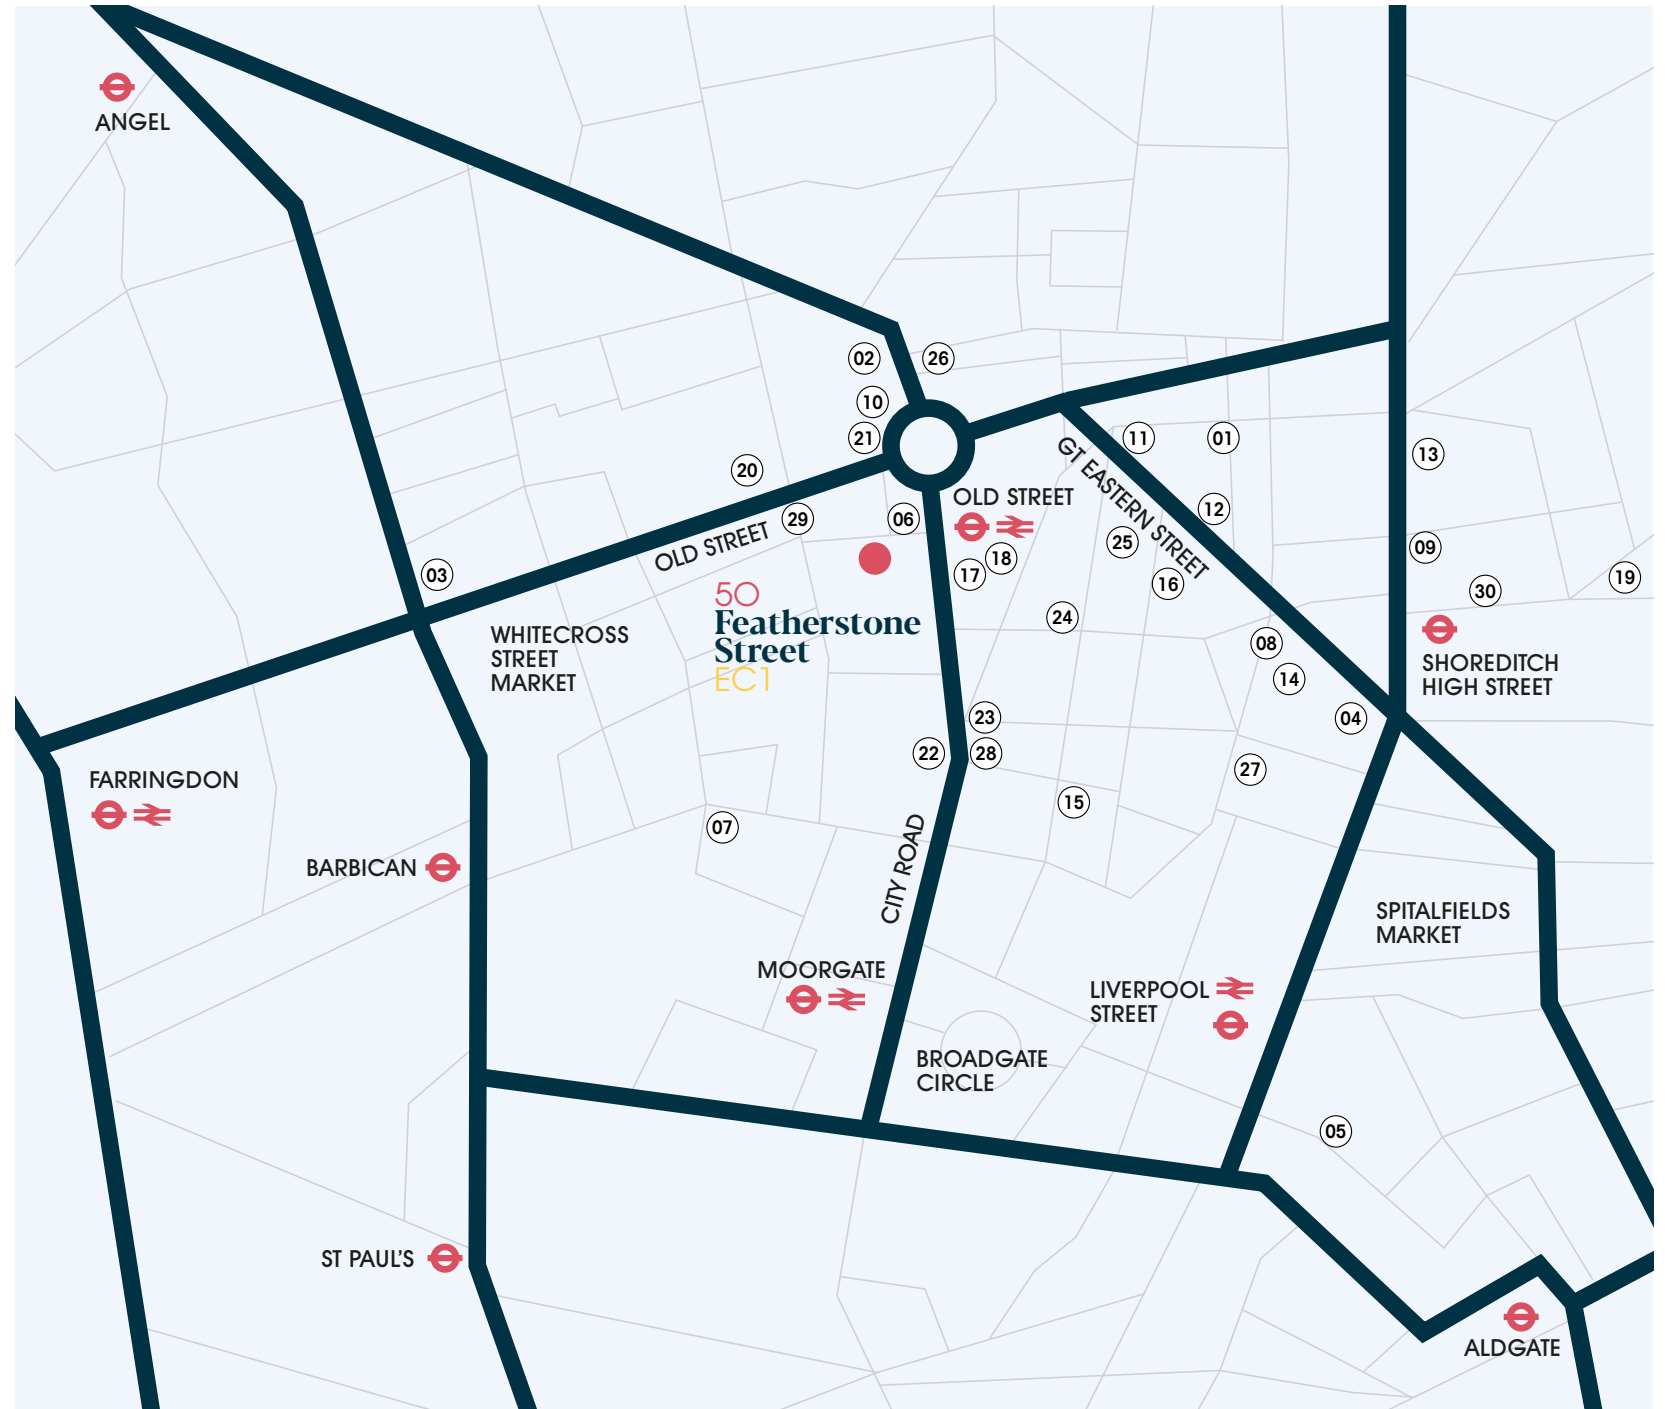 ANGEL
02
26
10
21
11
01
13
20
GT EASTERN STREET
OLD STREET
12
29
06
OLD STREET
25
09
18
17
16
03
30
19
50
Featherstone
Street
EC1
24
WHITECROSS
STREET
MARKET
08
SHOREDITCH
HIGH STREET
14
04
23
22
28
27
FARRINGDON
15
07
BARBICAN
CITY ROAD
SPITALFIELDS
MARKET
MOORGATE
LIVERPOOL
STREET
BROADGATE
CIRCLE
05
ST PAUL'S
ALDGATE